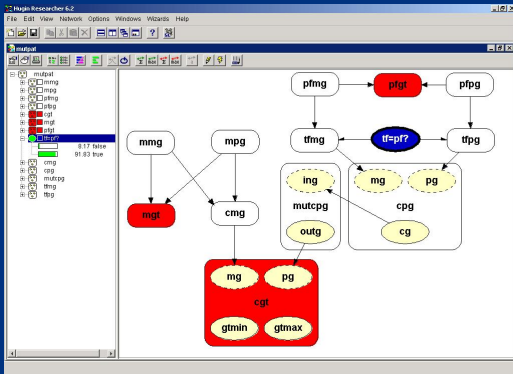 Hugin Researcher 6.2
File Edit View Network Options Windows Wizards Help
mutpat
mutpat
mmg
mpg
pfmg
pfpg
cgt
mgt
pfgt
tf=pf?
8.17 false
91.83 true
cmg
cpg
mutcpg
tfmg
tfpg
pfmg pfgt pfpg
mmg mpg tfmg tf=pf? tfpg
ing mg pg
mutcpg cpg
mgt cmg outg cg
mg pg
cgt
gtmin gtmax